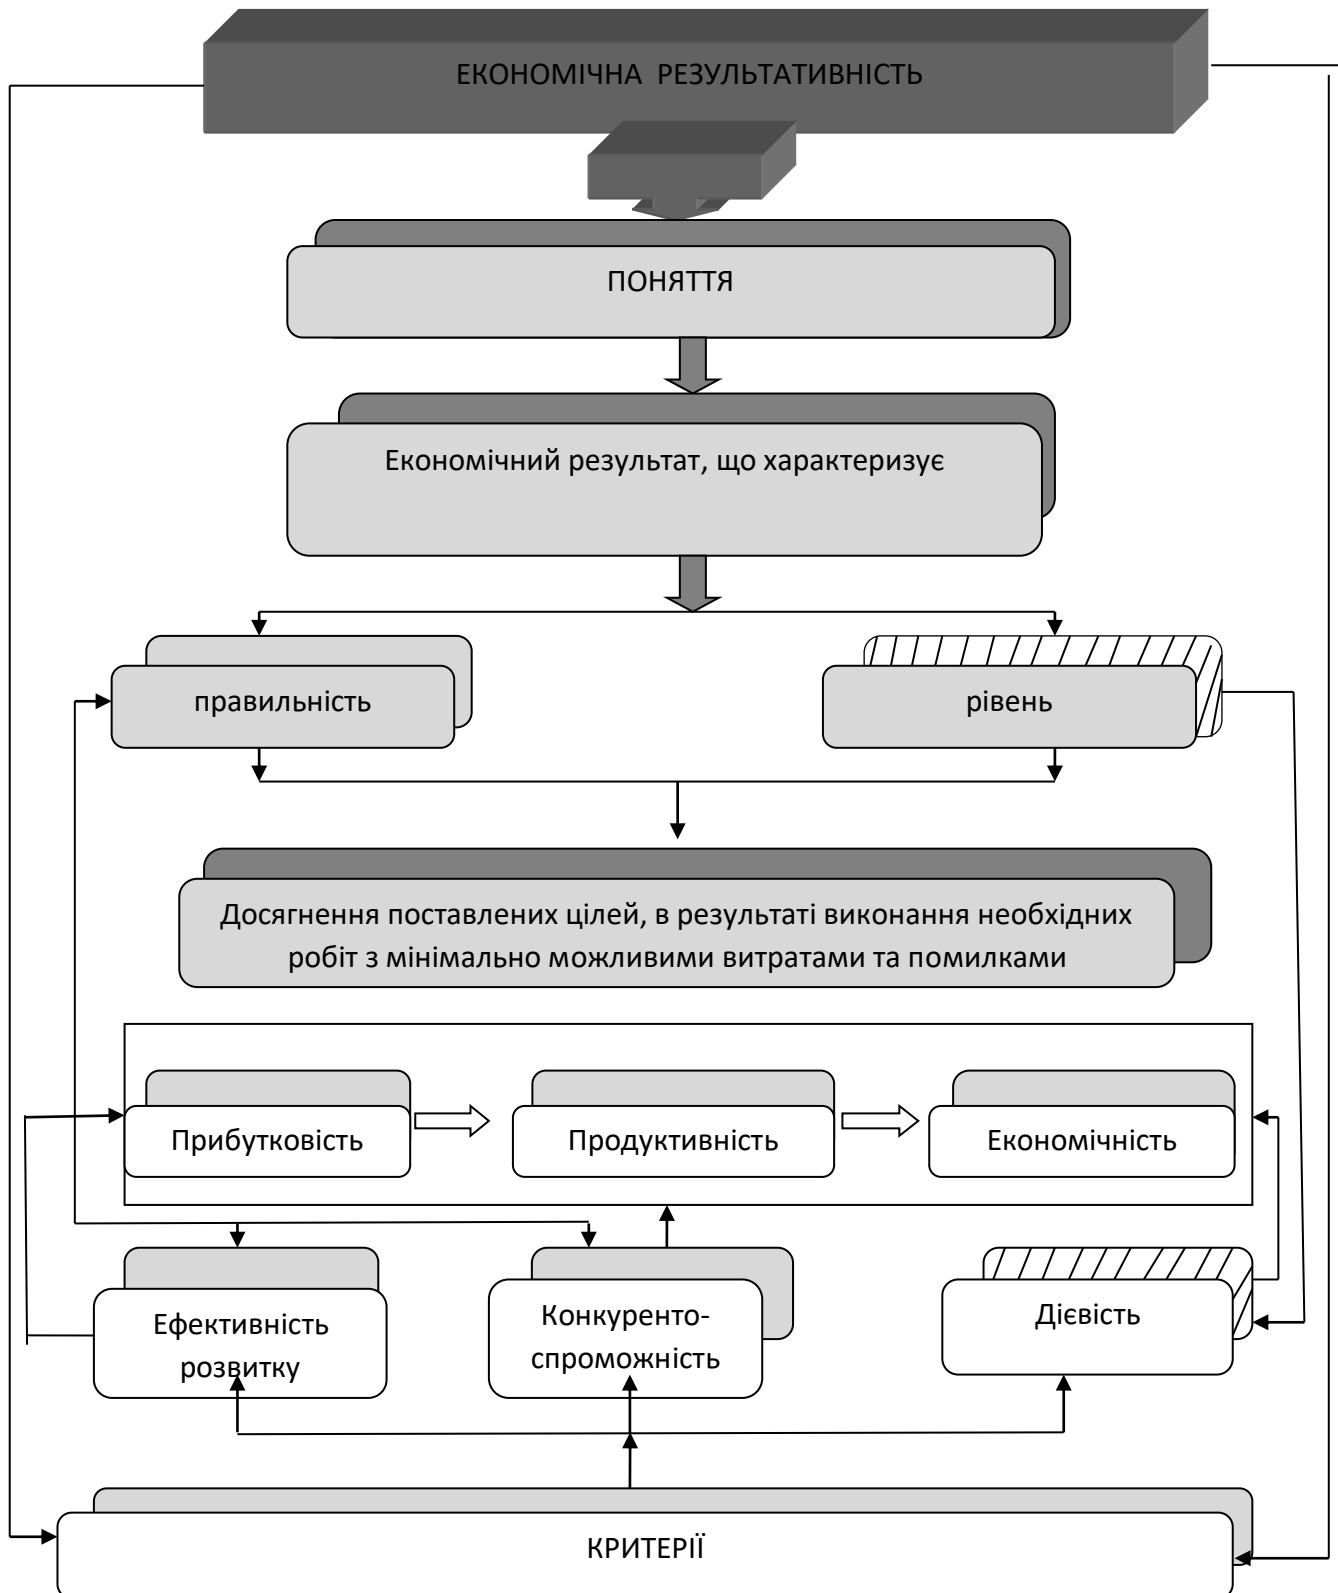 ЕКОНОМІЧНА РЕЗУЛЬТАТИВНІСТЬ
ПОНЯТТЯ
Економічний результат, що характеризує
правильність
рівень
Досягнення поставлених цілей, в результаті виконання необхідних
робіт з мінімально можливими витратами та помилками
Прибутковість
Продуктивність
Економічність
Ефективність
розвитку
Конкуренто-
спроможність
Дієвість
КРИТЕРІЇ